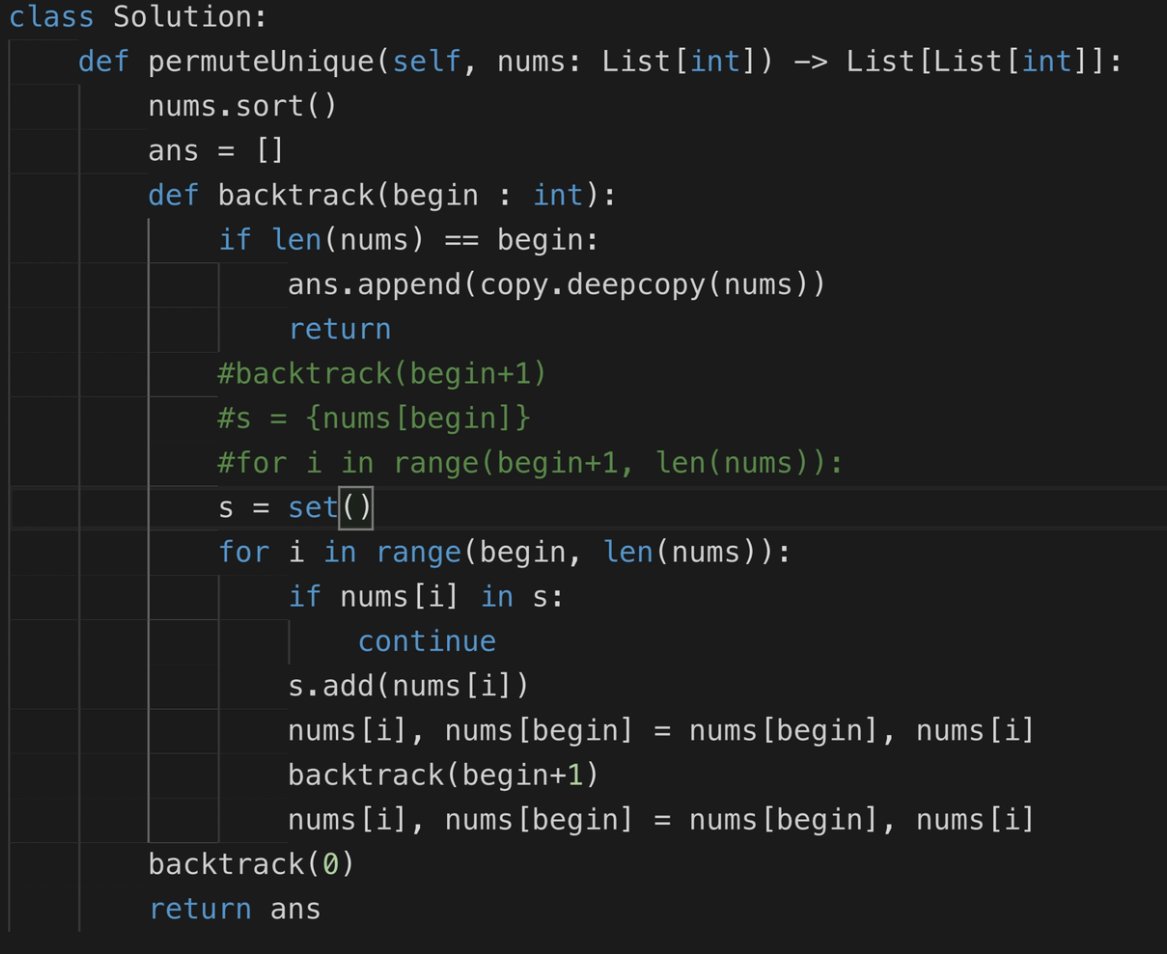 class Solution:
    def permuteUnique(self, nums: List[int]) -> List[List[int]]:
        nums.sort()
        ans = []
        def backtrack(begin : int):
            if len(nums) == begin:
                ans.append(copy.deepcopy(nums))
                return
            #backtrack(begin+1)
            #s = {nums[begin]}
            #for i in range(begin+1, len(nums)):
            s = set()
            for i in range(begin, len(nums)):
                if nums[i] in s:
                    continue
                s.add(nums[i])
                nums[i], nums[begin] = nums[begin], nums[i]
                backtrack(begin+1)
                nums[i], nums[begin] = nums[begin], nums[i]
        backtrack(0)
        return ans